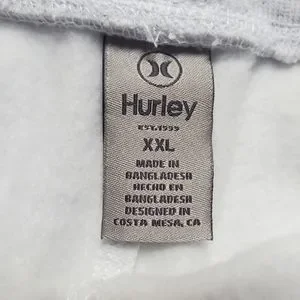 Hurley
EST.1999
XXL
MADE IN
BANGLADESH
HECHO EN
BANGLADESH
DESIGNED IN
COSTA MESA, CA